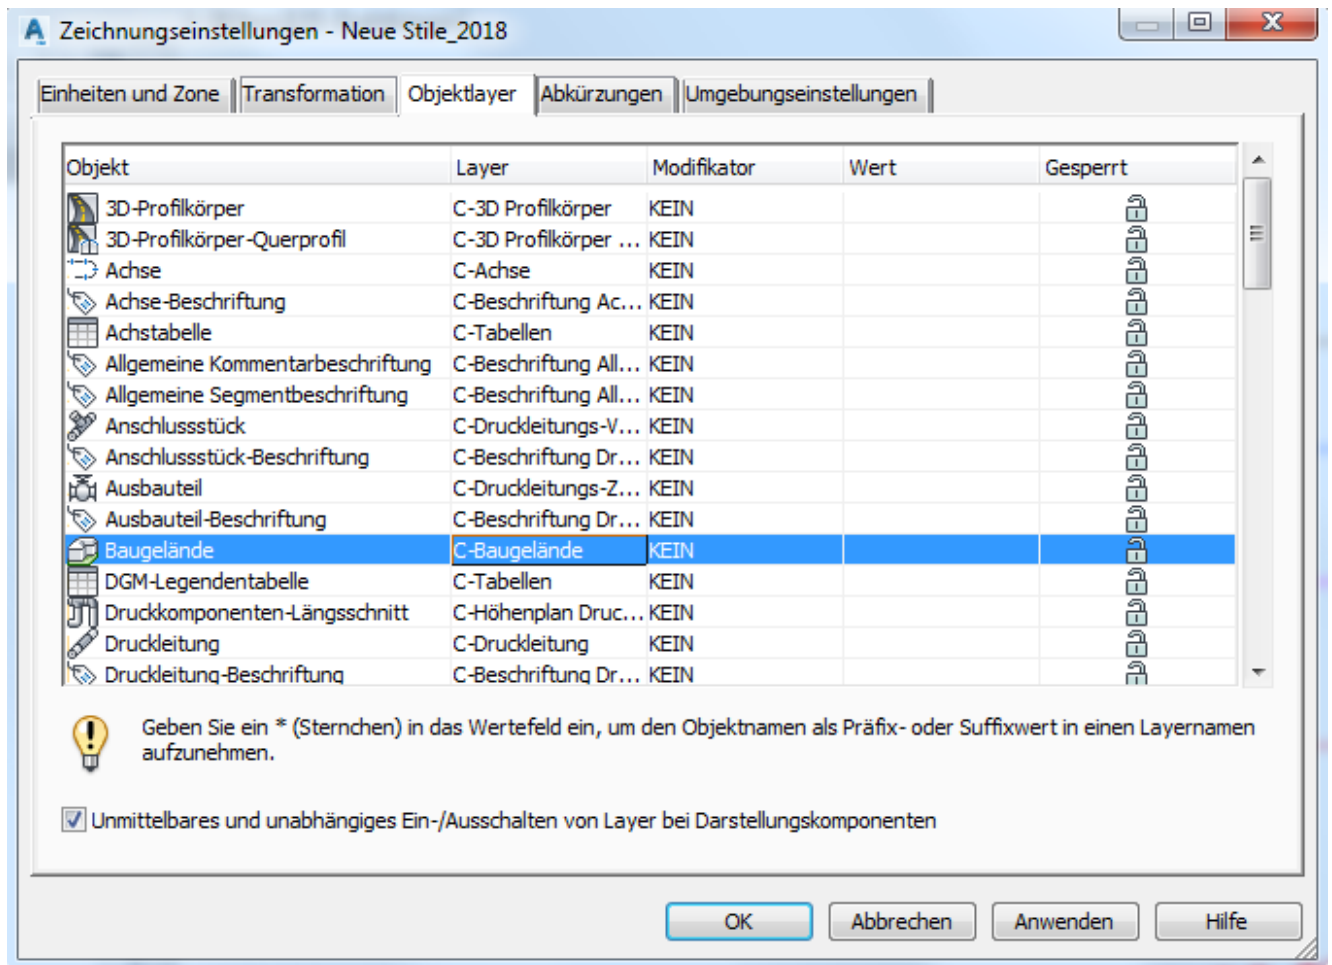 Zeichnungseinstellungen - Neue Stile_2018
Einheiten und Zone Transformation Objektlayer Abkürzungen Umgebungseinstellungen
Objekt Layer Modifikator Wert Gesperrt
3D-Profilkörper C-3D Profilkörper KEIN
3D-Profilkörper-Querprofil C-3D Profilkörper ... KEIN
Achse C-Achse KEIN
Achse-Beschriftung C-Beschriftung Ac... KEIN
Achstabelle C-Tabellen KEIN
Allgemeine Kommentarbeschriftung C-Beschriftung All... KEIN
Allgemeine Segmentbeschriftung C-Beschriftung All... KEIN
Anschlussstück C-Druckleitungs-V... KEIN
Anschlussstück-Beschriftung C-Beschriftung Dr... KEIN
Ausbauteil C-Druckleitungs-Z... KEIN
Ausbauteil-Beschriftung C-Beschriftung Dr... KEIN
Baugelände C-Baugelände KEIN
DGM-Legendentabelle C-Tabellen KEIN
Druckkomponenten-Längsschnitt C-Höhenplan Druc... KEIN
Druckleitung C-Druckleitung KEIN
Druckleitung-Beschriftung C-Beschriftung Dr... KEIN
Geben Sie ein * (Sternchen) in das Wertefeld ein, um den Objektnamen als Präfix- oder Suffixwert in einen Layernamen
aufzunehmen.
Unmittelbares und unabhängiges Ein-/Ausschalten von Layer bei Darstellungskomponenten
OK Abbrechen Anwenden Hilfe